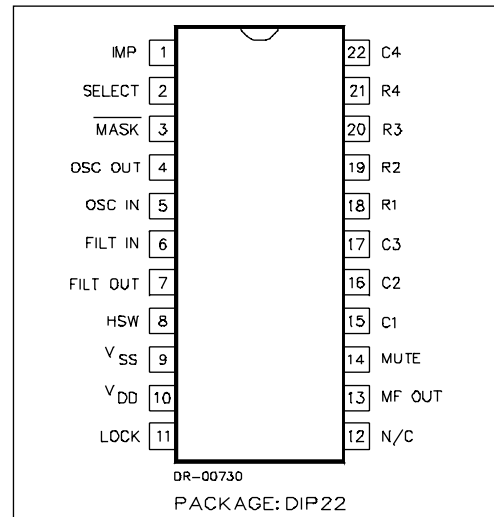 IMP 1 22 C4
SELECT 2 21 R4
MASK 3 20 R3
OSC OUT 4 19 R2
OSC IN 5 18 R1
FILT IN 6 17 C3
FILT OUT 7 16 C2
HSW 8 15 C1
VSS 9 14 MUTE
VDD 10 13 MF OUT
LOCK 11 12 N/C
DR-00730
PACKAGE: DIP22